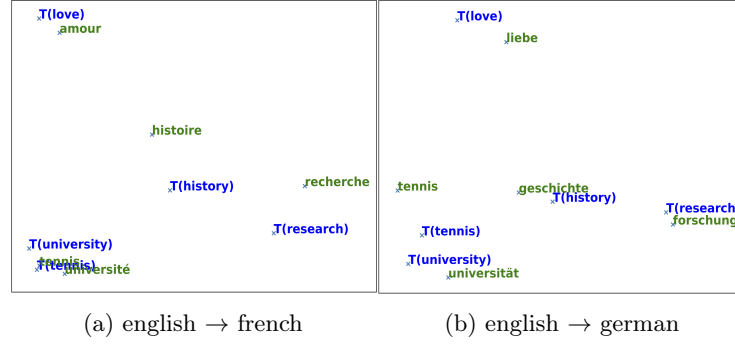 T(love)
amour
histoire
T(history)
recherche
T(research)
T(university)
tennis
T(tennis)
université
(a) english → french
T(love)
liebe
tennis
geschichte
T(history)
T(research
forschung
T(tennis)
T(university)
universität
(b) english → german